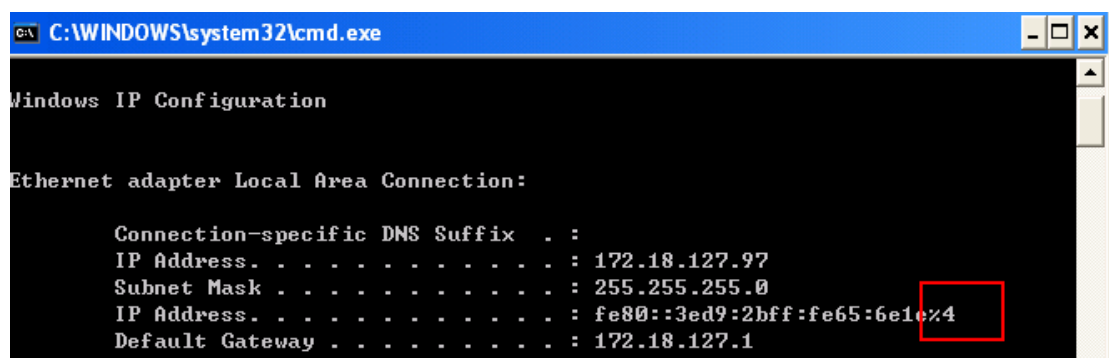 C:\WINDOWS\system32\cmd.exe
Windows IP Configuration
Ethernet adapter Local Area Connection:
Connection-specific DNS Suffix . :
IP Address. . . . . . . . . . . . : 172.18.127.97
Subnet Mask . . . . . . . . . . . : 255.255.255.0
IP Address. . . . . . . . . . . . : fe80::3ed9:2bff:fe65:6e1e%4
Default Gateway . . . . . . . . . : 172.18.127.1